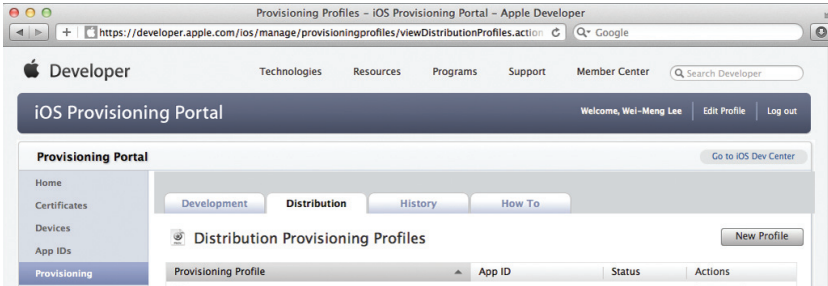 Provisioning Profiles – iOS Provisioning Portal – Apple Developer
https://developer.apple.com/ios/manage/provisioningprofiles/viewDistributionProfiles.action
Google
Developer
Technologies Resources Programs Support Member Center Search Developer
iOS Provisioning Portal
Welcome, Wei-Meng Lee Edit Profile Log out
Provisioning Portal
Go to iOS Dev Center
Home
Certificates
Devices
App IDs
Provisioning
Development Distribution History How To
Distribution Provisioning Profiles
New Profile
Provisioning Profile App ID Status Actions